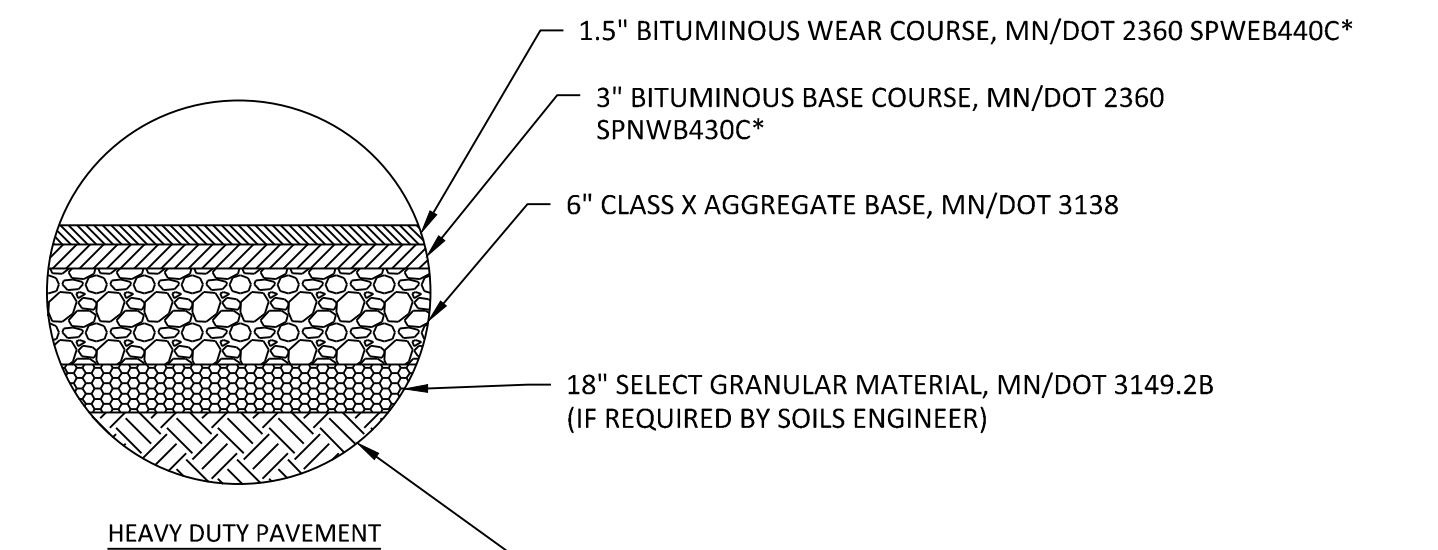 1.5" BITUMINOUS WEAR COURSE, MN/DOT 2360 SPWEB440C*
3" BITUMINOUS BASE COURSE, MN/DOT 2360
SPNWB430C*
6" CLASS X AGGREGATE BASE, MN/DOT 3138
18" SELECT GRANULAR MATERIAL, MN/DOT 3149.2B
(IF REQUIRED BY SOILS ENGINEER)
HEAVY DUTY PAVEMENT